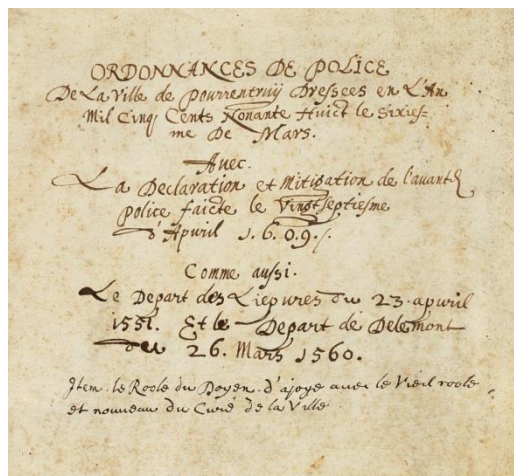 ORDONNANCES DE POLICE
De La Ville de Pourrentruÿ Dressees en L'An
Mil Cinq Cents Nonante Huict le Sixies=
me De Mars.
Avec.
La Declaration et Mitigation de l'avantd
police faicte le Vingtseptiesme
d'Apvril 1.6.0.9./.
Comme aussi.
Le Depart des Liepvres du 23. apvril
1551. Et le Depart de Delemont
du 26. Mars 1560.
Item. le Roole du Doyen. d'ajoye avec le Vieil roole
et nouveau du Curé de la Ville.